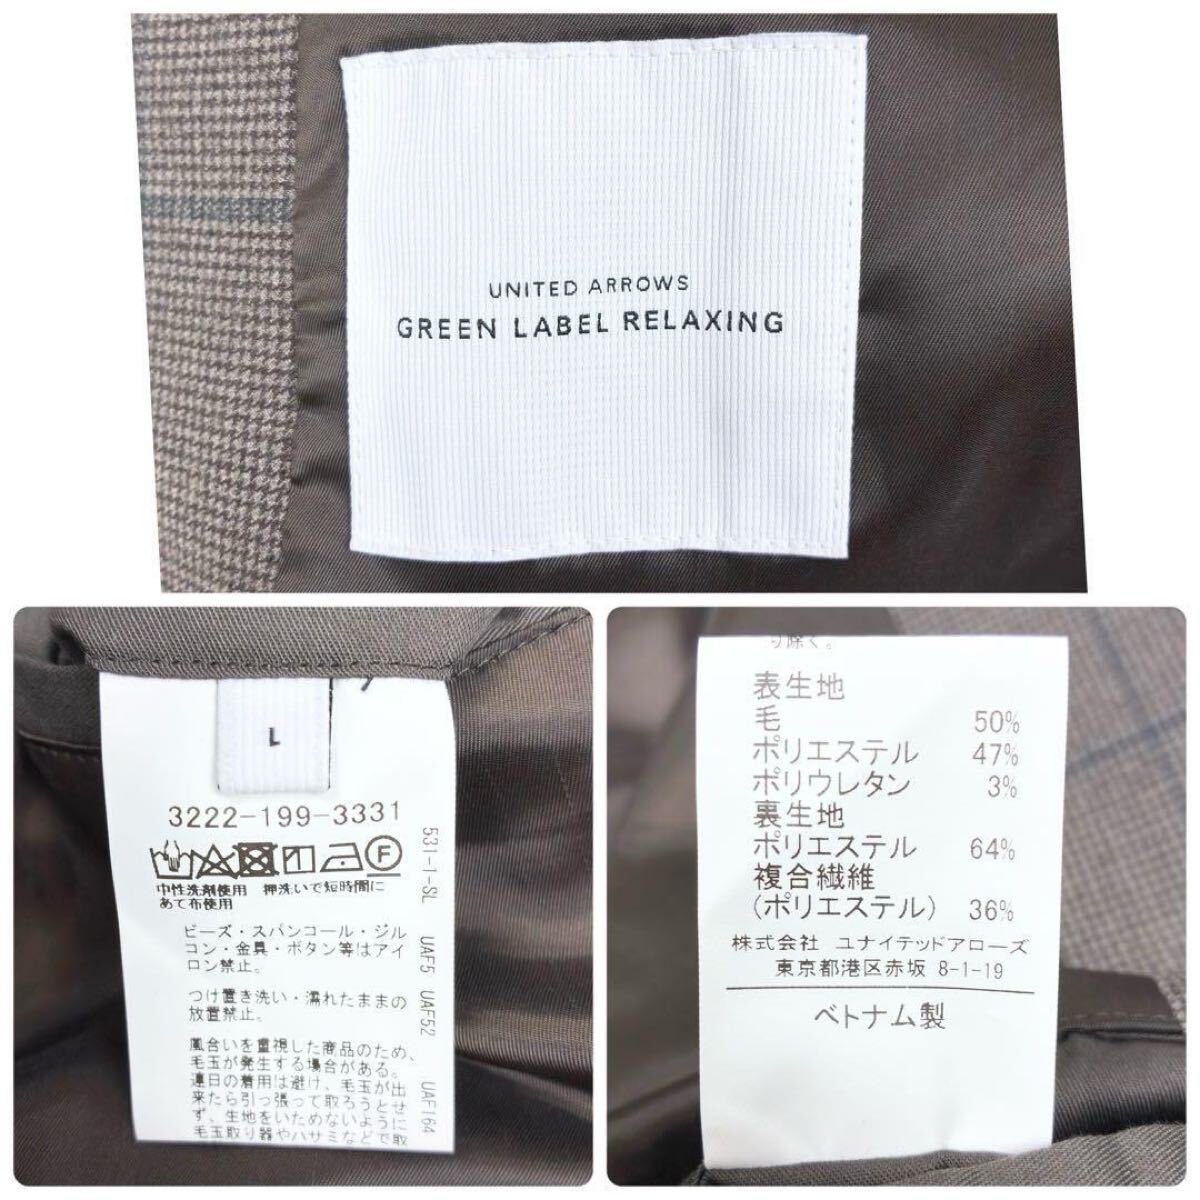 UNITED ARROWS
GREEN LABEL RELAXING
L
3222-199-3331
中性洗剤使用 押洗いで短時間に
あて布使用
ビーズ・スパンコール・ジル
コン・金具・ボタン等はアイ
ロン禁止。
つけ置き洗い・濡れたままの
放置禁止。
風合いを重視した商品のため、
毛玉が発生する場合がある。
連日の着用は避け、毛玉が出
来たら引っ張って取ろうとせ
ず、生地をいためないように
毛玉取り器やハサミなどで取
531-1-SL UAF5 UAF52 UAF164
り除く。
表生地
毛 50%
ポリエステル 47%
ポリウレタン 3%
裏生地
ポリエステル 64%
複合繊維
(ポリエステル) 36%
株式会社 ユナイテッドアローズ
東京都港区赤坂 8-1-19
ベトナム製